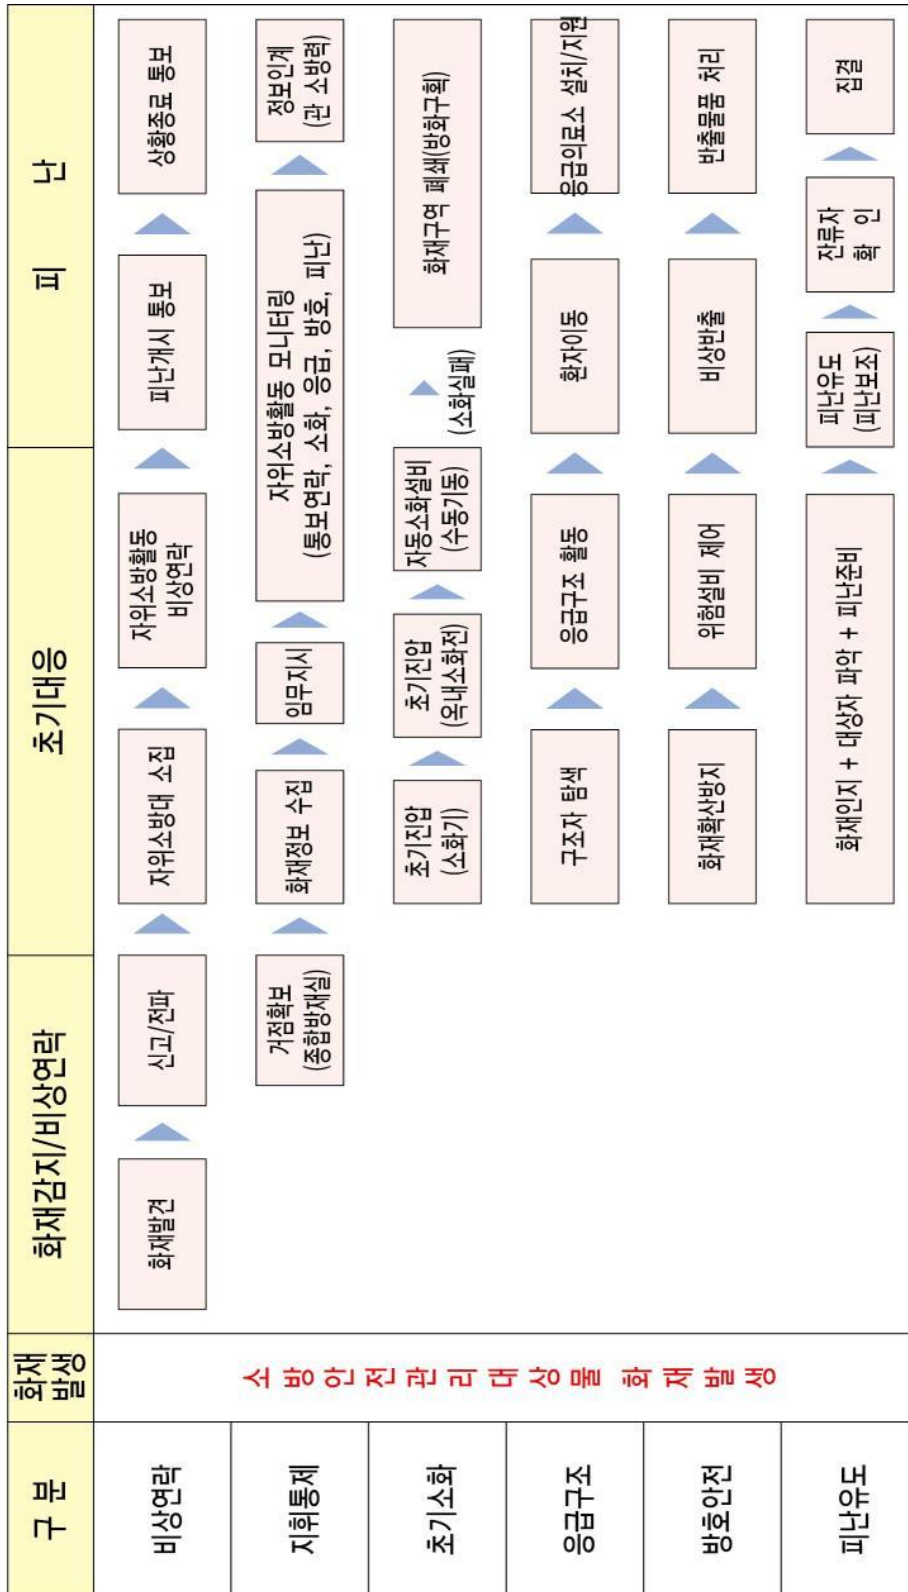 구 분
화재
발생
화재감지/비상연락
초기대응
피 난
소방안전관리대상물 화재발생
비상연락
화재발견
신고/전파
자위소방대 소집
자위소방활동
비상연락
피난개시 통보
상황종료 통보
지휘통제
거점확보
(종합방재실)
화재정보 수집
임무지시
자위소방활동 모니터링
(통보연락, 소화, 응급, 방호, 피난)
정보인계
(관 소방력)
초기소화
초기진압
(소화기)
초기진압
(옥내소화전)
자동소화설비
(수동기동)
(소화실패)
화재구역 폐쇄(방화구획)
응급구조
구조자 탐색
응급구조 활동
환자이동
응급의료소 설치/지원
방호안전
화재확산방지
위험설비 제어
비상반출
반출물품 처리
피난유도
화재인지 + 대상자 파악 + 피난준비
피난유도
(피난보조)
잔류자
확 인
집결